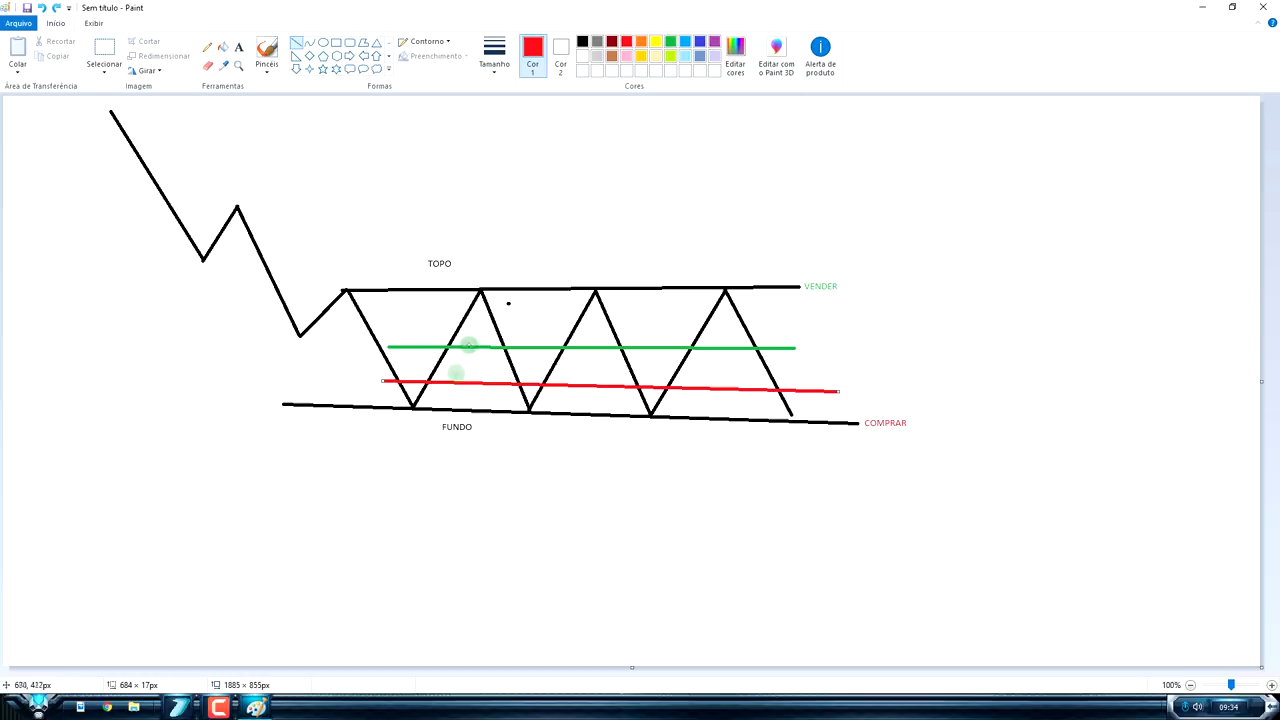 Sem título - Paint
Arquivo Início Exibir
Colar
Recortar
Copiar
Área de Transferência
Selecionar
Cortar
Redimensionar
Girar
Imagem
A
Ferramentas
Pincéis
Contorno
Preenchimento
Formas
Tamanho
Cor
1
Cor
2
Editar
cores
Cores
Editar com
o Paint 3D
Alerta de
produto
TOPO
VENDER
FUNDO
COMPRAR
684 × 17px
1885 × 855px
100%
09:34